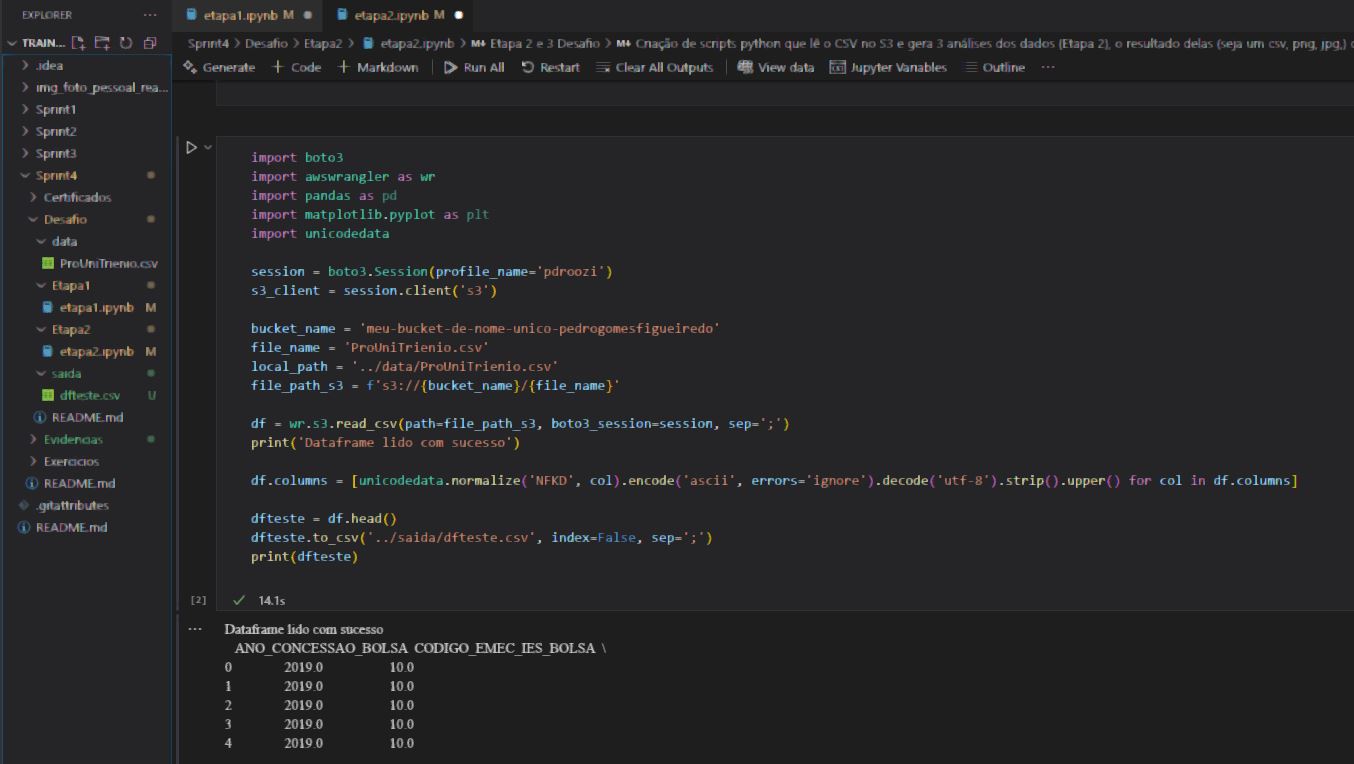 EXPLORER ...
etapa1.ipynb M
etapa2.ipynb M
TRAIN...
Sprint4 > Desafio > Etapa2 > etapa2.ipynb > M↓ Etapa 2 e 3 Desafio > M↓ Criação de scripts python que lê o CSV no S3 e gera 3 análises dos dados (Etapa 2), o resultado delas (seja um csv, png, jpg,)
Generate + Code + Markdown | Run All Restart Clear All Outputs | View data Jupyter Variables Outline ...
.idea
img_foto_pessoal_rea...
Sprint1
Sprint2
Sprint3
Sprint4
Certificados
Desafio
data
ProUniTrienio.csv
Etapa1
etapa1.ipynb M
Etapa2
etapa2.ipynb M
saida
dfteste.csv U
README.md
Evidencias
Exercicios
README.md
.gitattributes
README.md
import boto3
import awswrangler as wr
import pandas as pd
import matplotlib.pyplot as plt
import unicodedata
session = boto3.Session(profile_name='pdroozi')
s3_client = session.client('s3')
bucket_name = 'meu-bucket-de-nome-unico-pedrogomesfigueiredo'
file_name = 'ProUniTrienio.csv'
local_path = '../data/ProUniTrienio.csv'
file_path_s3 = f's3://{bucket_name}/{file_name}'
df = wr.s3.read_csv(path=file_path_s3, boto3_session=session, sep=';')
print('Dataframe lido com sucesso')
df.columns = [unicodedata.normalize('NFKD', col).encode('ascii', errors='ignore').decode('utf-8').strip().upper() for col in df.columns]
dfteste = df.head()
dfteste.to_csv('../saida/dfteste.csv', index=False, sep=';')
print(dfteste)
[2] ✓ 14.1s
... Dataframe lido com sucesso
ANO_CONCESSAO_BOLSA CODIGO_EMEC_IES_BOLSA \
0 2019.0 10.0
1 2019.0 10.0
2 2019.0 10.0
3 2019.0 10.0
4 2019.0 10.0